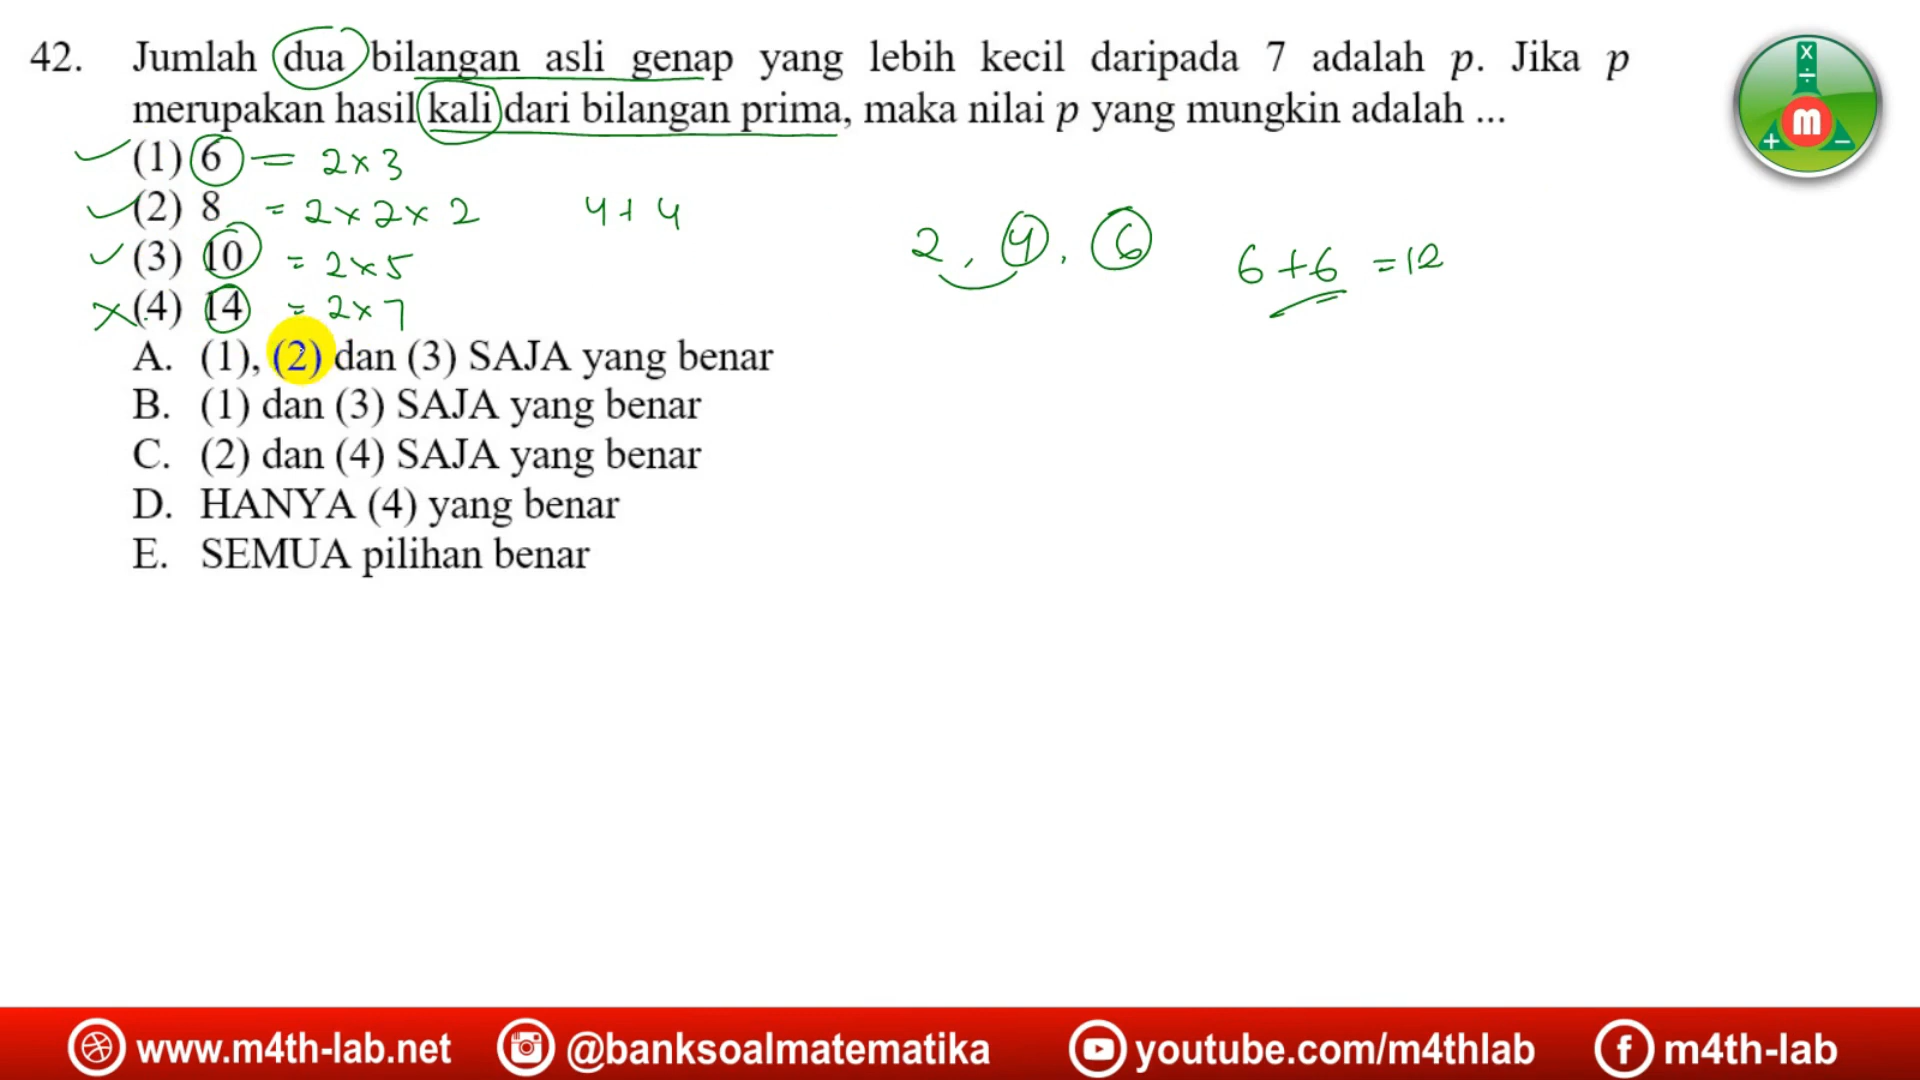 42. Jumlah dua bilangan asli genap yang lebih kecil daripada 7 adalah p. Jika p
merupakan hasil kali dari bilangan prima, maka nilai p yang mungkin adalah ...
(1) 6 = 2 x 3
(2) 8 = 2 x 2 x 2 4 + 4
2, 4, 6 6 + 6 = 12
(3) 10 = 2 x 5
(4) 14 = 2 x 7
A. (1), (2) dan (3) SAJA yang benar
B. (1) dan (3) SAJA yang benar
C. (2) dan (4) SAJA yang benar
D. HANYA (4) yang benar
E. SEMUA pilihan benar
x ÷ m + −
www.m4th-lab.net @banksoalmatematika youtube.com/m4thlab f m4th-lab